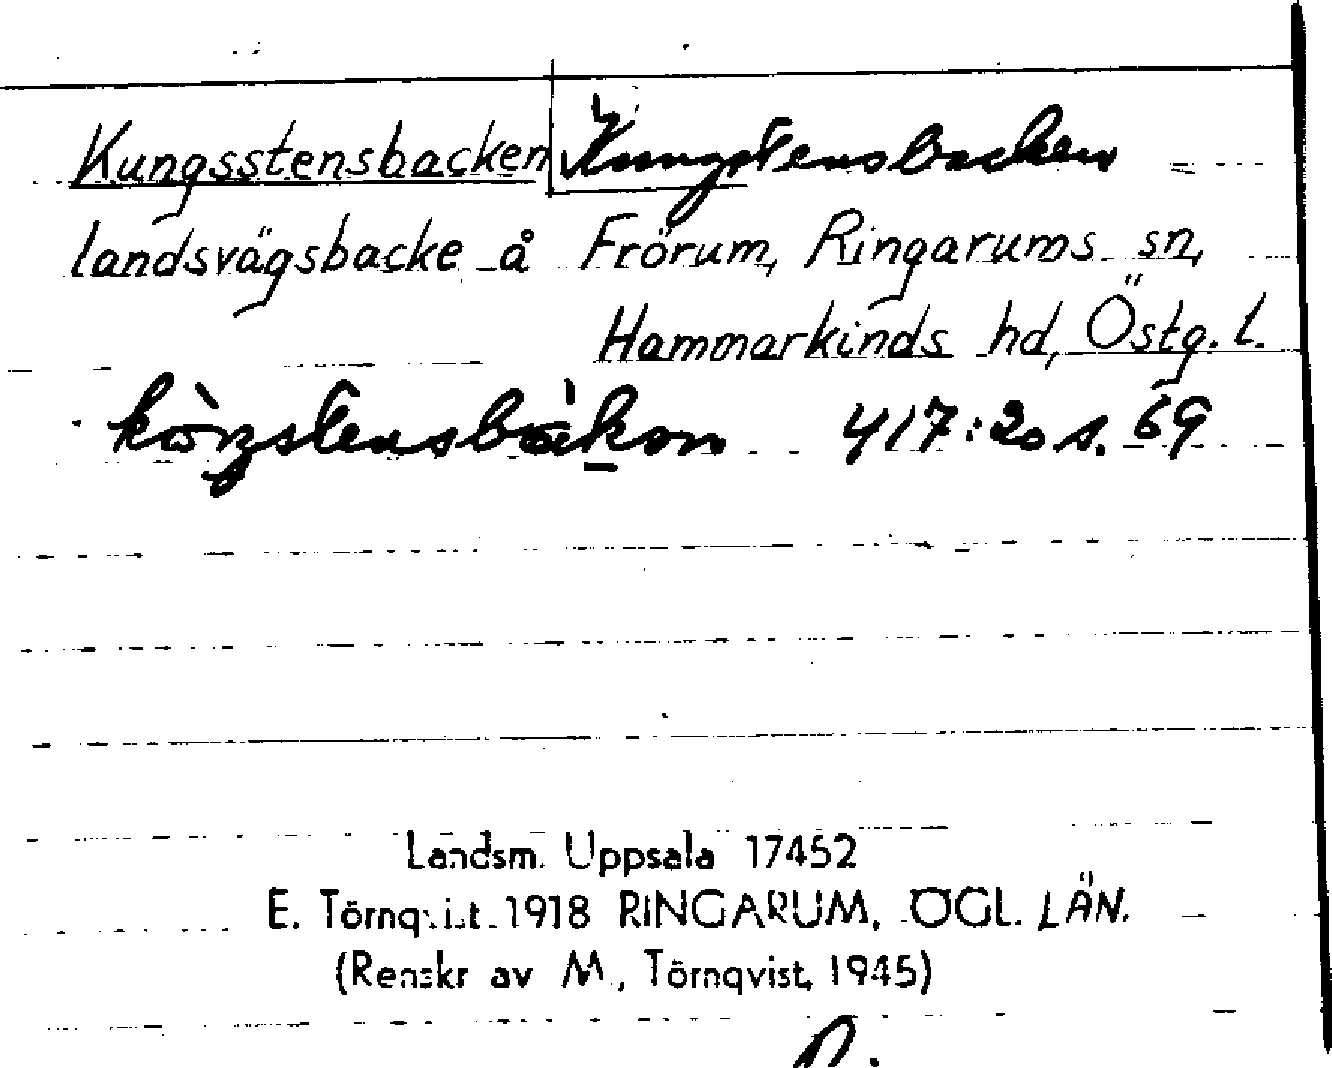 Kungsstensbacken Kungstensbacken
landsvägsbacke å Frörum, Ringarums sn,
Hammarkinds hd, Östg. L.
417:20 s. 69
Landsm. Uppsala 17452
E. Törnqvist 1918 RINGARUM, ÖGL. LÄN.
(Renskr av M. Törnqvist, 1945)